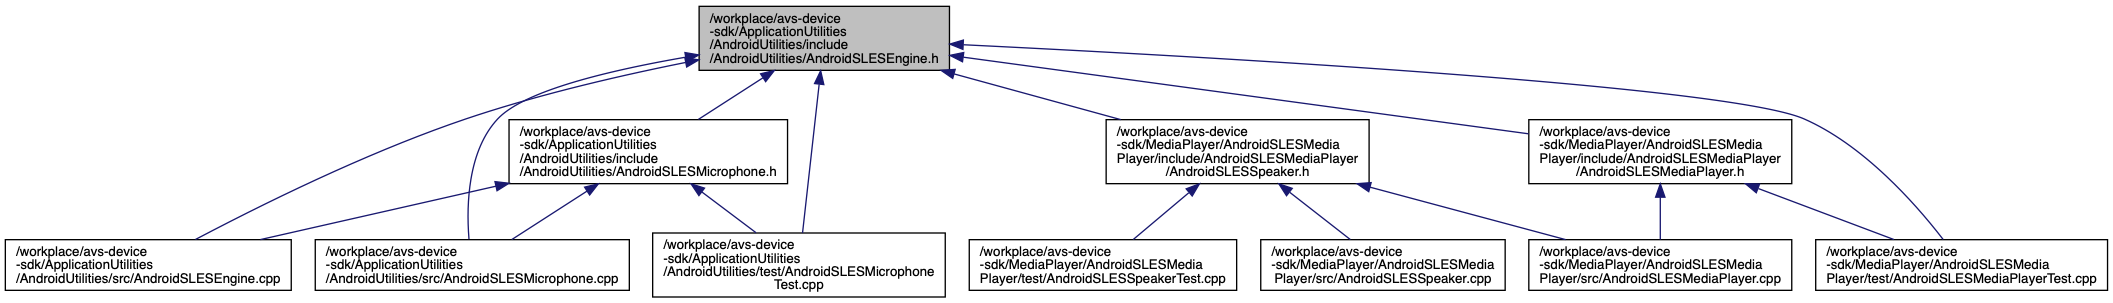 /workplace/avs-device
-sdk/ApplicationUtilities
/AndroidUtilities/include
/AndroidUtilities/AndroidSLESEngine.h
/workplace/avs-device
-sdk/ApplicationUtilities
/AndroidUtilities/include
/AndroidUtilities/AndroidSLESMicrophone.h
/workplace/avs-device
-sdk/MediaPlayer/AndroidSLESMedia
Player/include/AndroidSLESMediaPlayer
/AndroidSLESSpeaker.h
/workplace/avs-device
-sdk/MediaPlayer/AndroidSLESMedia
Player/include/AndroidSLESMediaPlayer
/AndroidSLESMediaPlayer.h
/workplace/avs-device
-sdk/ApplicationUtilities
/AndroidUtilities/src/AndroidSLESEngine.cpp
/workplace/avs-device
-sdk/ApplicationUtilities
/AndroidUtilities/src/AndroidSLESMicrophone.cpp
/workplace/avs-device
-sdk/ApplicationUtilities
/AndroidUtilities/test/AndroidSLESMicrophone
Test.cpp
/workplace/avs-device
-sdk/MediaPlayer/AndroidSLESMedia
Player/test/AndroidSLESSpeakerTest.cpp
/workplace/avs-device
-sdk/MediaPlayer/AndroidSLESMedia
Player/src/AndroidSLESSpeaker.cpp
/workplace/avs-device
-sdk/MediaPlayer/AndroidSLESMedia
Player/src/AndroidSLESMediaPlayer.cpp
/workplace/avs-device
-sdk/MediaPlayer/AndroidSLESMedia
Player/test/AndroidSLESMediaPlayerTest.cpp